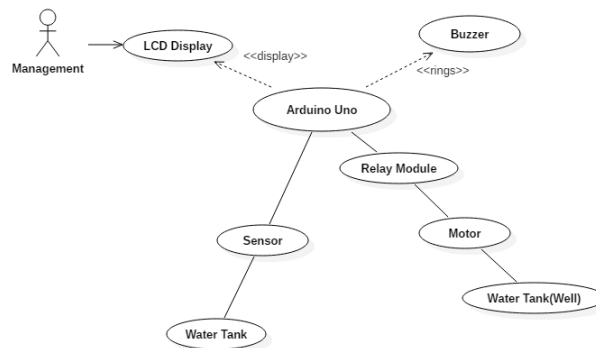 Buzzer
LCD Display
<<display>>
Management
<<rings>>
Arduino Uno
Relay Module
Sensor
Motor
Water Tank(Well)
Water Tank